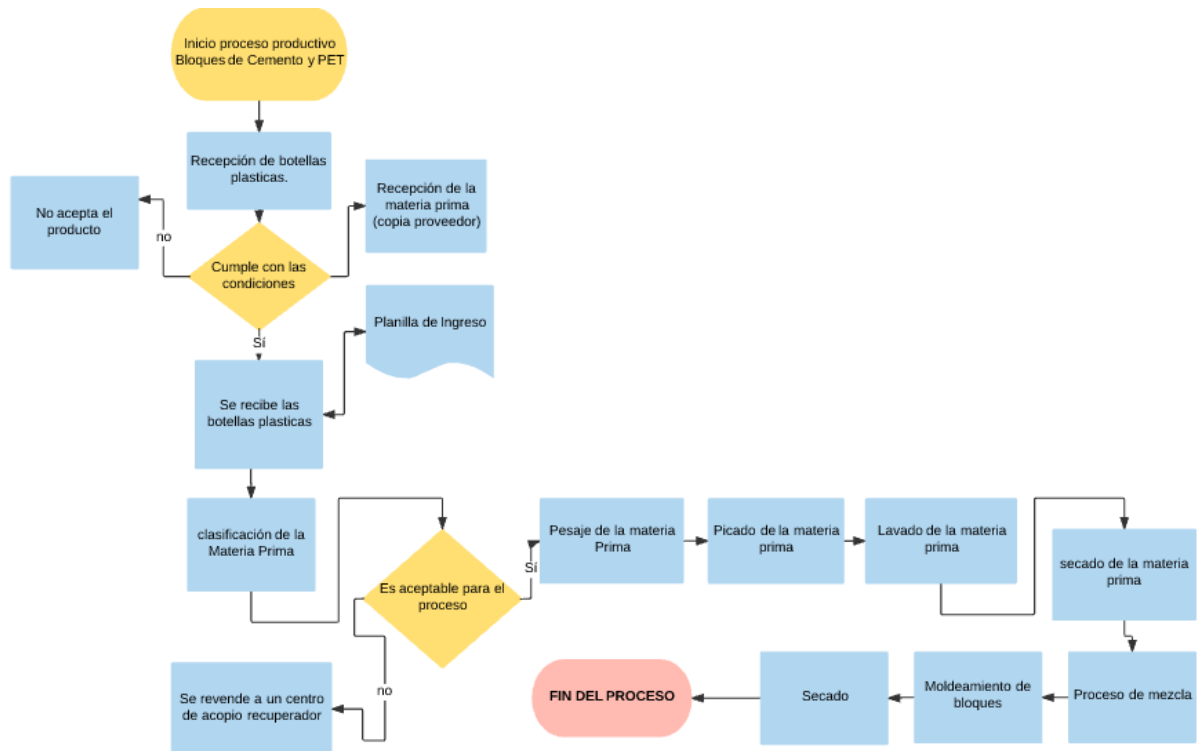 Inicio proceso productivo
Bloques de Cemento y PET
Recepción de botellas
plasticas.
No acepta el
producto
no
Recepción de la
materia prima
(copia proveedor)
Cumple con las
condiciones
Sí
Planilla de Ingreso
Se recibe las
botellas plasticas
clasificación de la
Materia Prima
Es aceptable para el
proceso
no
Se revende a un centro
de acopio recuperador
Sí
Pesaje de la materia
Prima
Picado de la materia
prima
Lavado de la materia
prima
secado de la materia
prima
Proceso de mezcla
Moldeamiento de
bloques
Secado
FIN DEL PROCESO